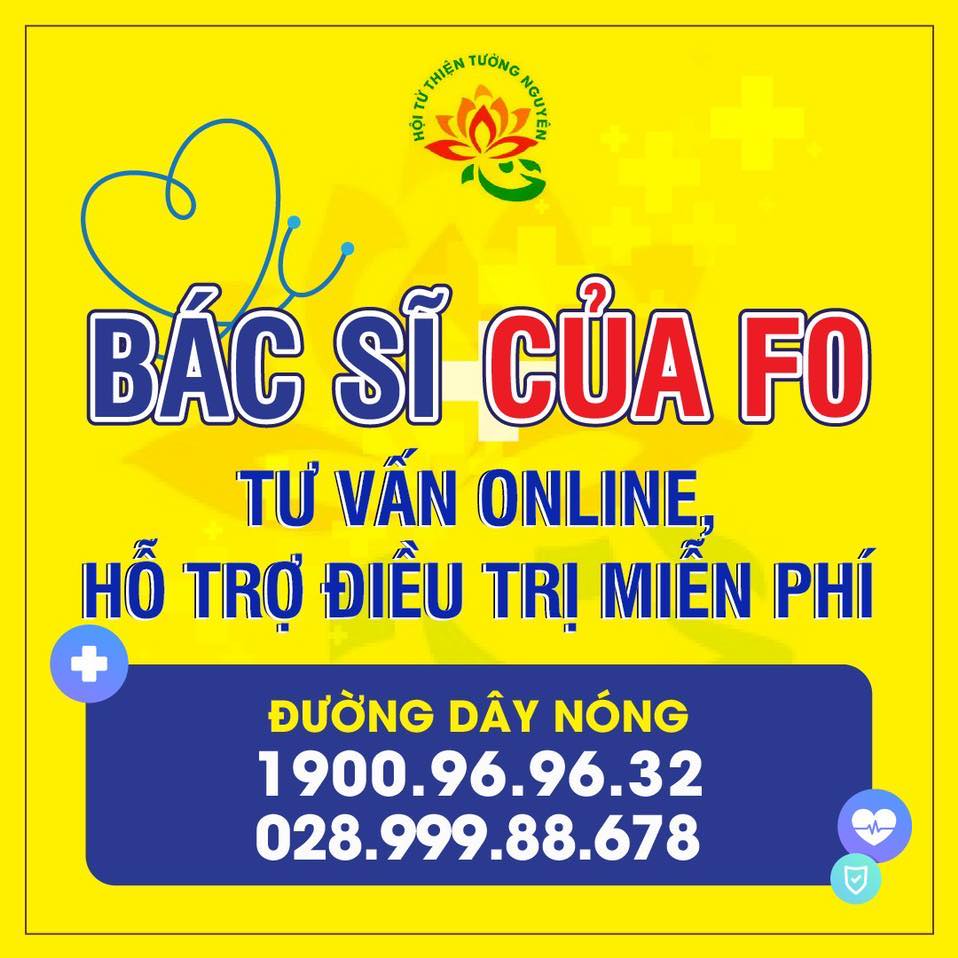 HỘI TỪ THIỆN TƯỜNG NGUYÊN
BÁC SĨ CỦA F0
TƯ VẤN ONLINE,
HỖ TRỢ ĐIỀU TRỊ MIỄN PHÍ
ĐƯỜNG DÂY NÓNG
1900.96.96.32
028.999.88.678